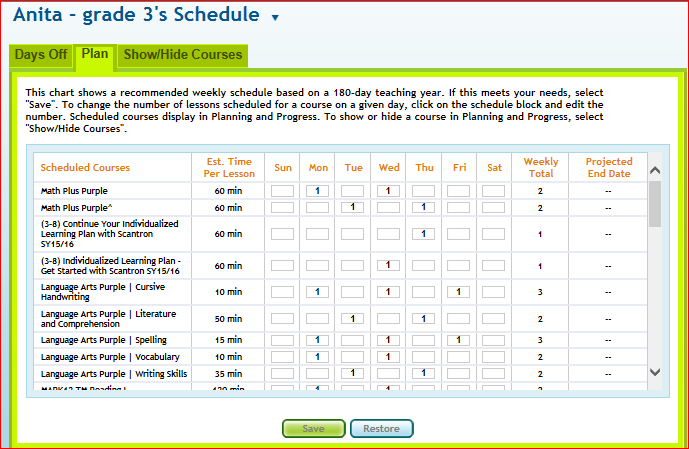 Anita - grade 3's Schedule
Days Off Plan Show/Hide Courses
This chart shows a recommended weekly schedule based on a 180-day teaching year. If this meets your needs, select
"Save". To change the number of lessons scheduled for a course on a given day, click on the schedule block and edit the
number. Scheduled courses display in Planning and Progress. To show or hide a course in Planning and Progress, select
"Show/Hide Courses".
Scheduled Courses Est. Time Per Lesson Sun Mon Tue Wed Thu Fri Sat Weekly Total Projected End Date
Math Plus Purple 60 min 1 1 2 --
Math Plus Purple^ 60 min 1 1 2 --
(3-8) Continue Your Individualized
Learning Plan with Scantron 60 min 1 1 --
SY15/16
(3-8) Individualized Learning Plan -
Get Started with Scantron SY15/16 60 min 1 1 --
Language Arts Purple | Cursive
Handwriting 10 min 1 1 1 3 --
Language Arts Purple | Literature
and Comprehension 50 min 1 1 2 --
Language Arts Purple | Spelling 15 min 1 1 1 3 --
Language Arts Purple | Vocabulary 10 min 1 1 2 --
Language Arts Purple | Writing Skills 35 min 1 1 2 --
Save Restore